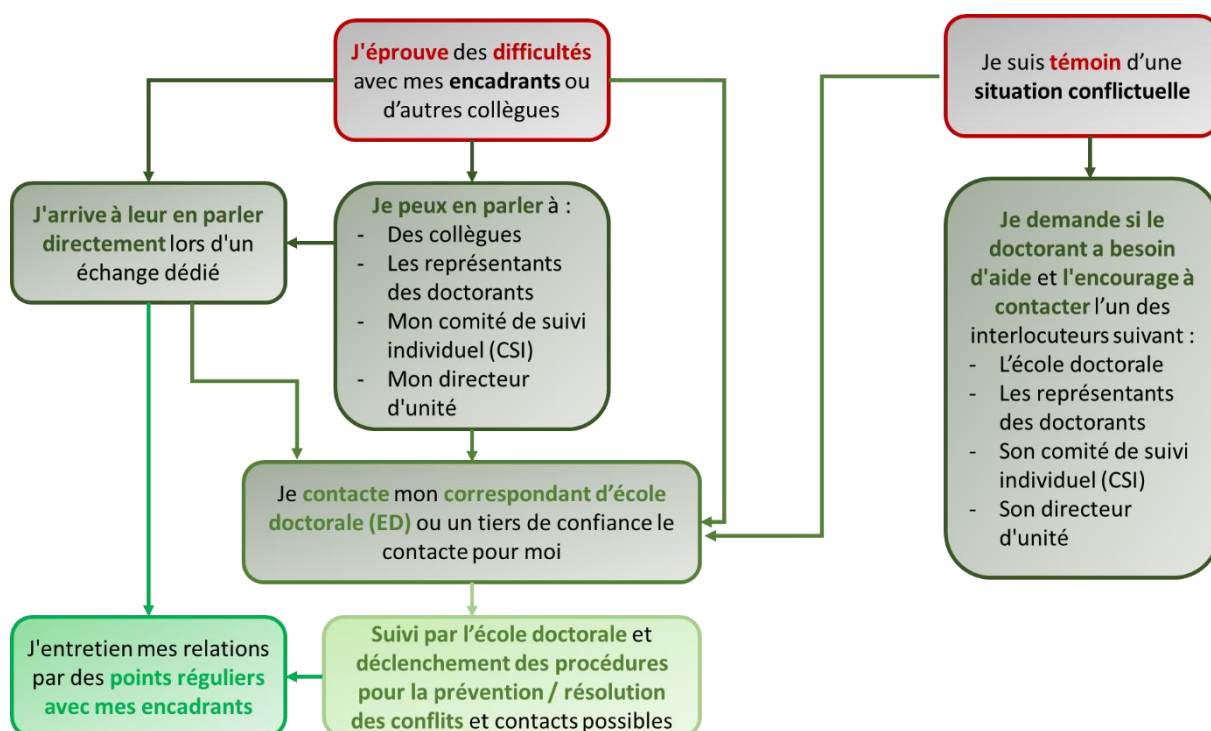 J'éprouve des difficultés
avec mes encadrants ou
d'autres collègues
Je suis témoin d'une
situation conflictuelle
J'arrive à leur en parler
directement lors d'un
échange dédié
Je peux en parler à :
- Des collègues
- Les représentants
des doctorants
- Mon comité de suivi
individuel (CSI)
- Mon directeur
d'unité
Je demande si le
doctorant a besoin
d'aide et l'encourage à
contacter l'un des
interlocuteurs suivant :
- L'école doctorale
- Les représentants
des doctorants
- Son comité de suivi
individuel (CSI)
- Son directeur
d'unité
Je contacte mon correspondant d'école
doctorale (ED) ou un tiers de confiance le
contacte pour moi
J'entretien mes relations
par des points réguliers
avec mes encadrants
Suivi par l'école doctorale et
déclenchement des procédures
pour la prévention / résolution
des conflits et contacts possibles